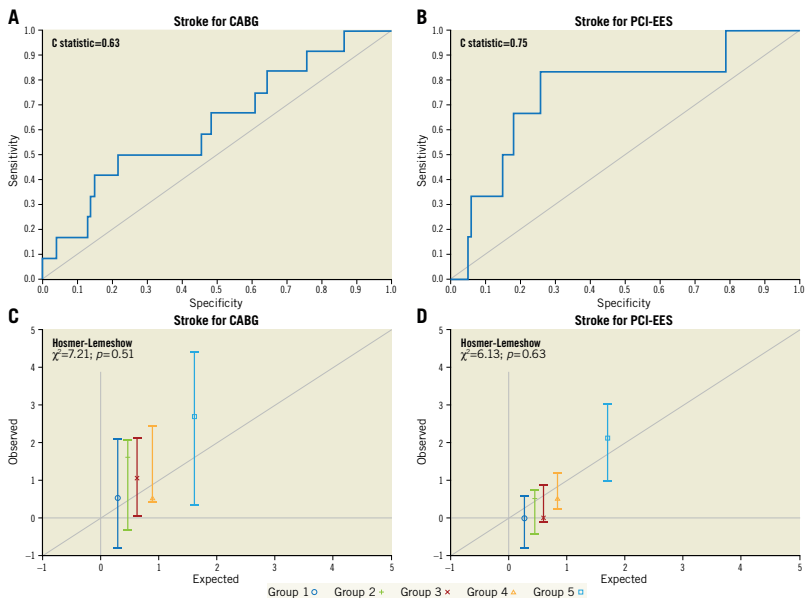 A
Stroke for CABG
C statistic=0.63
1.0
0.9
0.8
0.7
0.6
0.5
0.4
0.3
0.2
0.1
0.0
Sensitivity
0.0 0.1 0.2 0.3 0.4 0.5 0.6 0.7 0.8 0.9 1.0
Specificity
B
Stroke for PCI-EES
C statistic=0.75
1.0
0.9
0.8
0.7
0.6
0.5
0.4
0.3
0.2
0.1
0.0
Sensitivity
0.0 0.1 0.2 0.3 0.4 0.5 0.6 0.7 0.8 0.9 1.0
Specificity
C
Stroke for CABG
Hosmer-Lemeshow
χ²=7.21; p=0.51
5
4
3
2
1
0
−1
Observed
−1 0 1 2 3 4 5
Expected
D
Stroke for PCI-EES
Hosmer-Lemeshow
χ²=6.13; p=0.63
5
4
3
2
1
0
−1
Observed
−1 0 1 2 3 4 5
Expected
Group 1 Group 2 Group 3 Group 4 Group 5